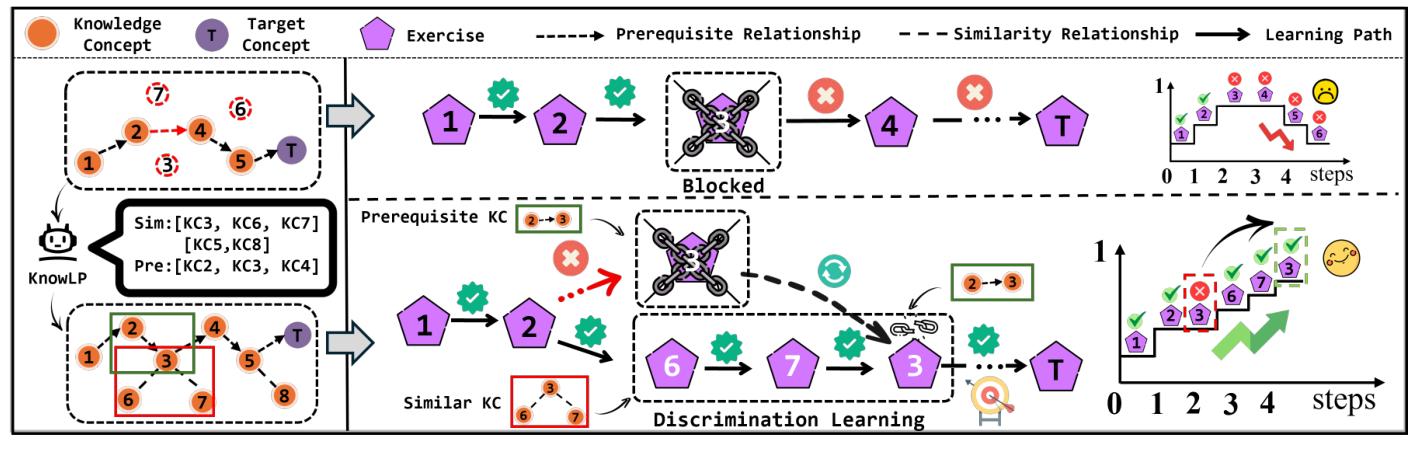 Knowledge Concept
T Target Concept
Exercise
Prerequisite Relationship
Similarity Relationship
Learning Path
7
6
2
4
3
1
5
T
1
2
3
4
T
Blocked
1
1
2
3
4
5
6
0 1 2 3 4 steps
KnowLP
Sim:[KC3, KC6, KC7]
[KC5,KC8]
Pre:[KC2, KC3, KC4]
2
4
T
1
3
5
6
7
8
Prerequisite KC
2 3
3
2 3
1
2
6
7
3
T
Similar KC
3
6 7
Discrimination Learning
1
1
2
3
6
7
3
0 1 2 3 4 steps